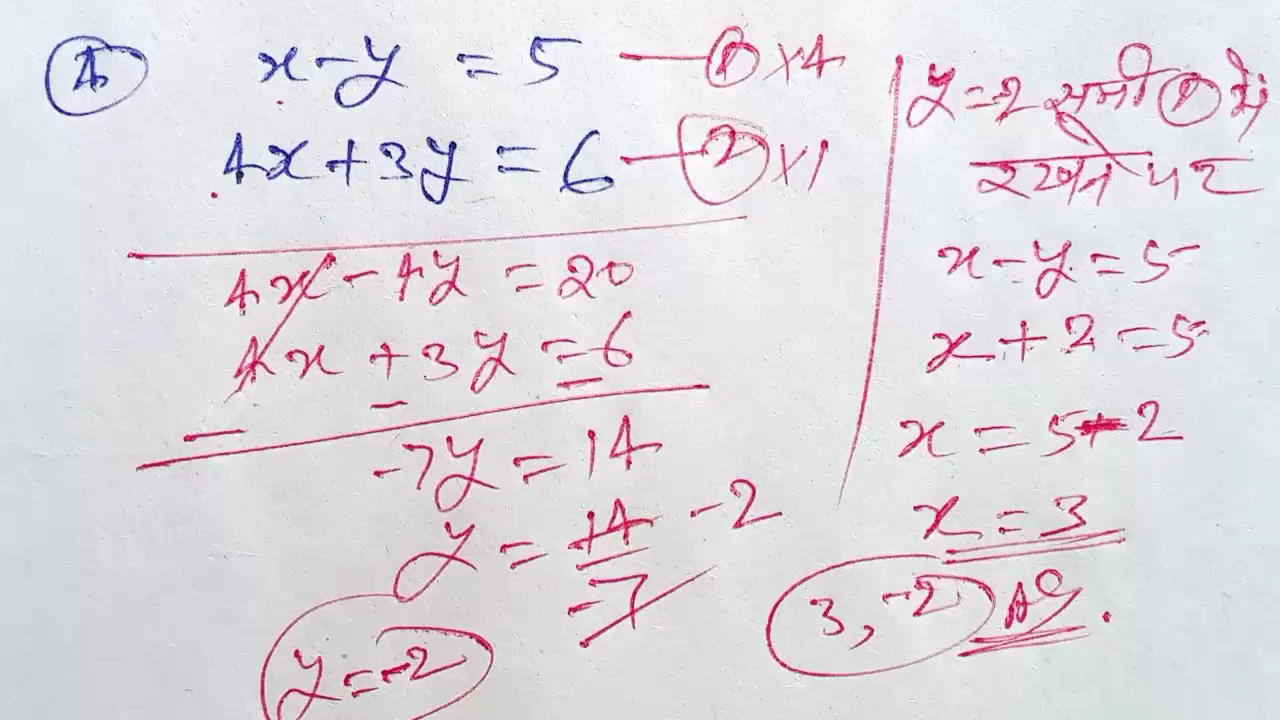 4 x-y = 5 — ① ×4
4x+3y = 6 — ② ×1
4x - 4y = 20
4x + 3y = 6
- - -
-7y = 14
y = 14/-7 -2
y = -2
y=-2 समी ① में
रखने पर
x-y = 5
x+2 = 5
x = 5-2
x = 3
3, -2 Ans.